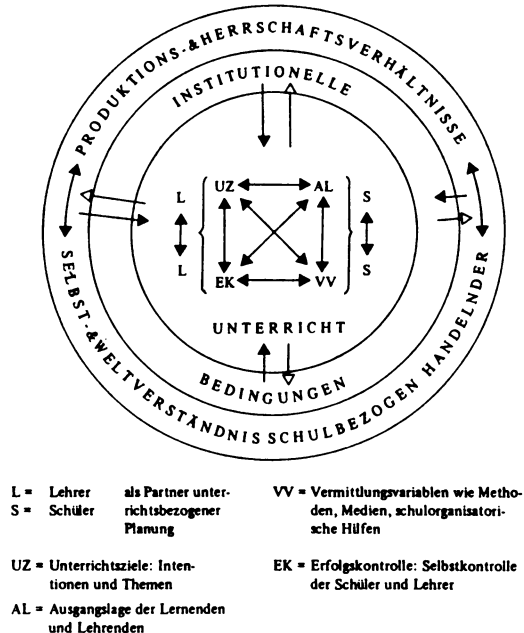 PRODUKTIONS-&HERRSCHAFTSVERHÄLTNISSE
INSTITUTIONELLE
L UZ AL S
L EK VV S
UNTERRICHT
BEDINGUNGEN
SELBST-&WELTVERSTÄNDNIS SCHULBEZOGEN HANDELNDER
L = Lehrer als Partner unter-
S = Schüler richtsbezogener
Planung
VV = Vermittlungsvariablen wie Metho-
den, Medien, schulorganisatori-
sche Hilfen
UZ = Unterrichtsziele: Inten-
tionen und Themen
EK = Erfolgskontrolle: Selbstkontrolle
der Schüler und Lehrer
AL = Ausgangslage der Lernenden
und Lehrenden